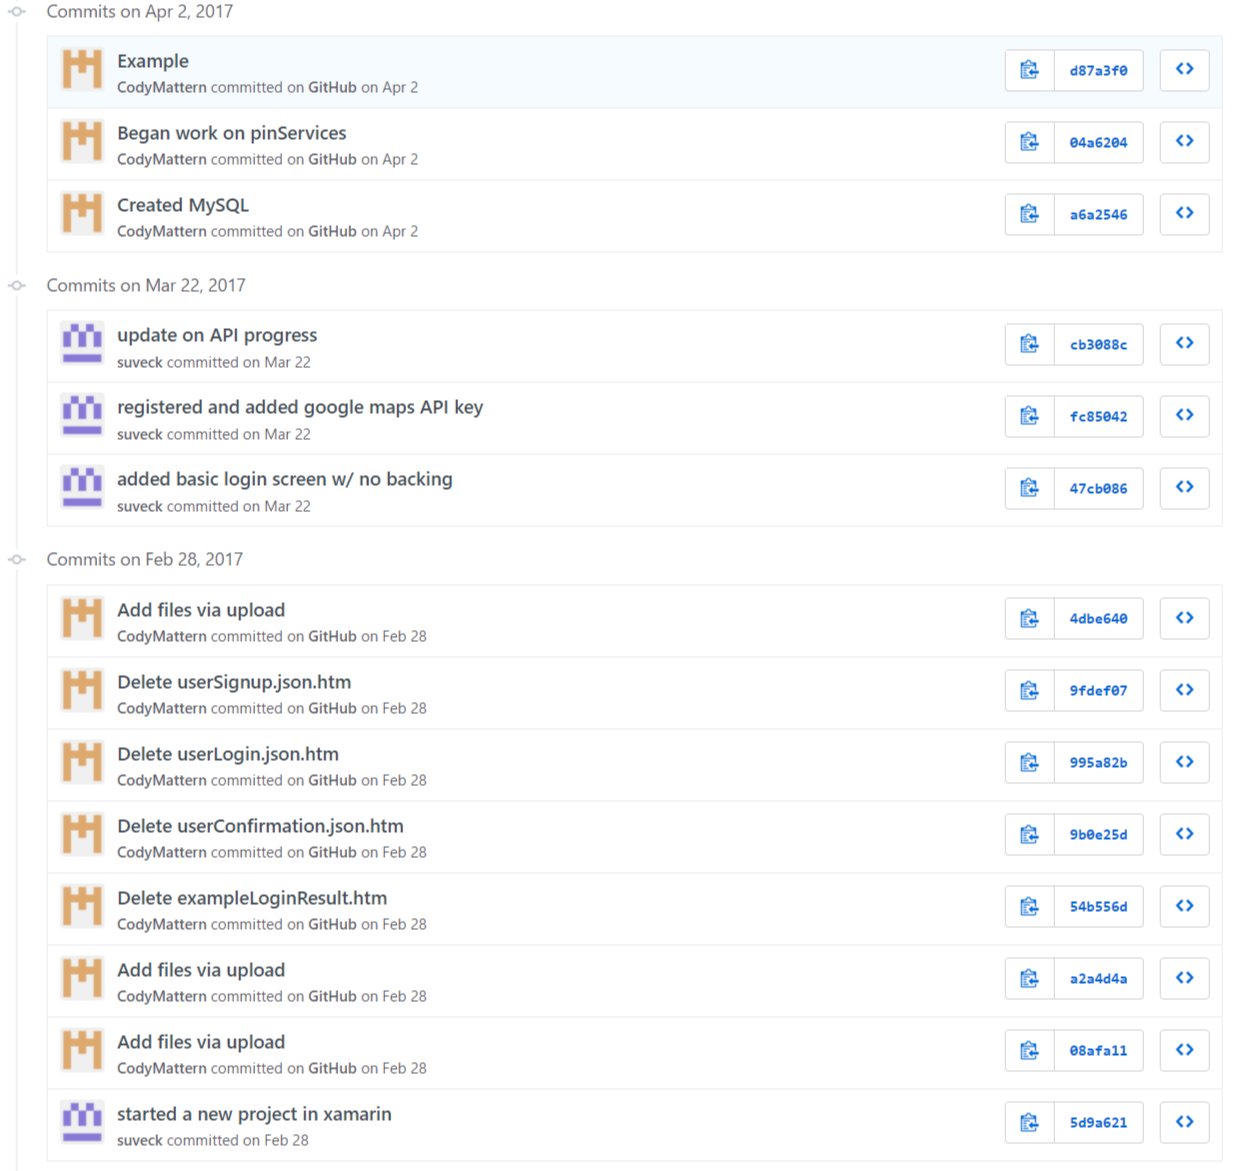 Commits on Apr 2, 2017
Example
CodyMattern committed on GitHub on Apr 2
d87a3f0
Began work on pinServices
CodyMattern committed on GitHub on Apr 2
04a6204
Created MySQL
CodyMattern committed on GitHub on Apr 2
a6a2546
Commits on Mar 22, 2017
update on API progress
suveck committed on Mar 22
cb3088c
registered and added google maps API key
suveck committed on Mar 22
fc85042
added basic login screen w/ no backing
suveck committed on Mar 22
47cb086
Commits on Feb 28, 2017
Add files via upload
CodyMattern committed on GitHub on Feb 28
4dbe640
Delete userSignup.json.htm
CodyMattern committed on GitHub on Feb 28
9fdef07
Delete userLogin.json.htm
CodyMattern committed on GitHub on Feb 28
995a82b
Delete userConfirmation.json.htm
CodyMattern committed on GitHub on Feb 28
9b0e25d
Delete exampleLoginResult.htm
CodyMattern committed on GitHub on Feb 28
54b556d
Add files via upload
CodyMattern committed on GitHub on Feb 28
a2a4d4a
Add files via upload
CodyMattern committed on GitHub on Feb 28
08afa11
started a new project in xamarin
suveck committed on Feb 28
5d9a621